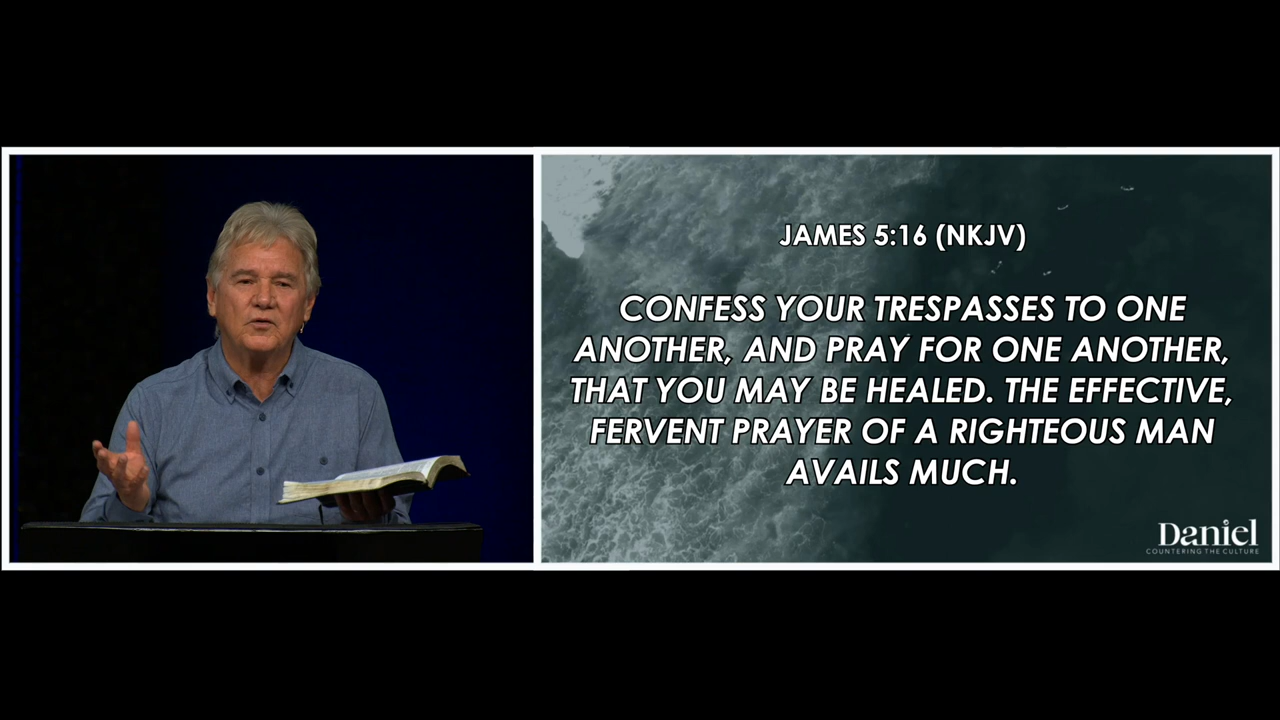 JAMES 5:16 (NKJV)
CONFESS YOUR TRESPASSES TO ONE
ANOTHER, AND PRAY FOR ONE ANOTHER,
THAT YOU MAY BE HEALED. THE EFFECTIVE,
FERVENT PRAYER OF A RIGHTEOUS MAN
AVAILS MUCH.
Daniel
COUNTERING THE CULTURE